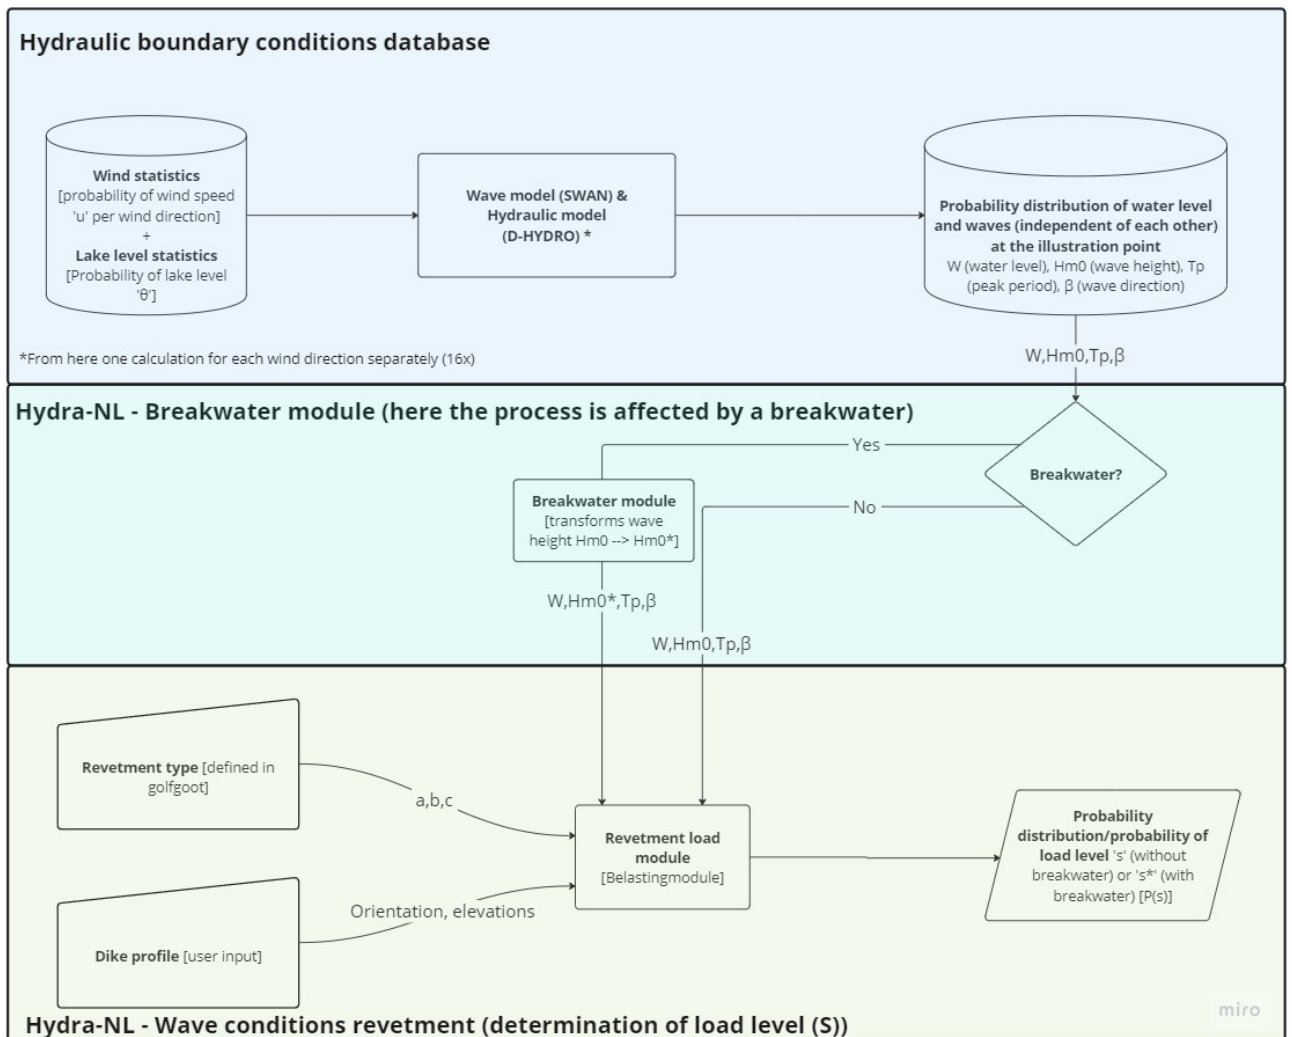 Hydraulic boundary conditions database
Wind statistics
[probability of wind speed
'u' per wind direction]
+
Lake level statistics
[Probability of lake level
'θ']
Wave model (SWAN) &
Hydraulic model
(D-HYDRO) *
Probability distribution of water level
and waves (independent of each other)
at the illustration point
W (water level), Hm0 (wave height), Tp
(peak period), β (wave direction)
*From here one calculation for each wind direction separately (16x)
W,Hm0,Tp,β
Hydra-NL - Breakwater module (here the process is affected by a breakwater)
Yes
Breakwater?
Breakwater module
[transforms wave
height Hm0 --> Hm0*]
No
W,Hm0*,Tp,β
W,Hm0,Tp,β
Revetment type [defined in
golfgoot]
a,b,c
Revetment load
module
[Belastingmodule]
Probability
distribution/probability of
load level 's' (without
breakwater) or 's*' (with
breakwater) [P(s)]
Orientation, elevations
Dike profile [user input]
miro
Hydra-NL - Wave conditions revetment (determination of load level (S))